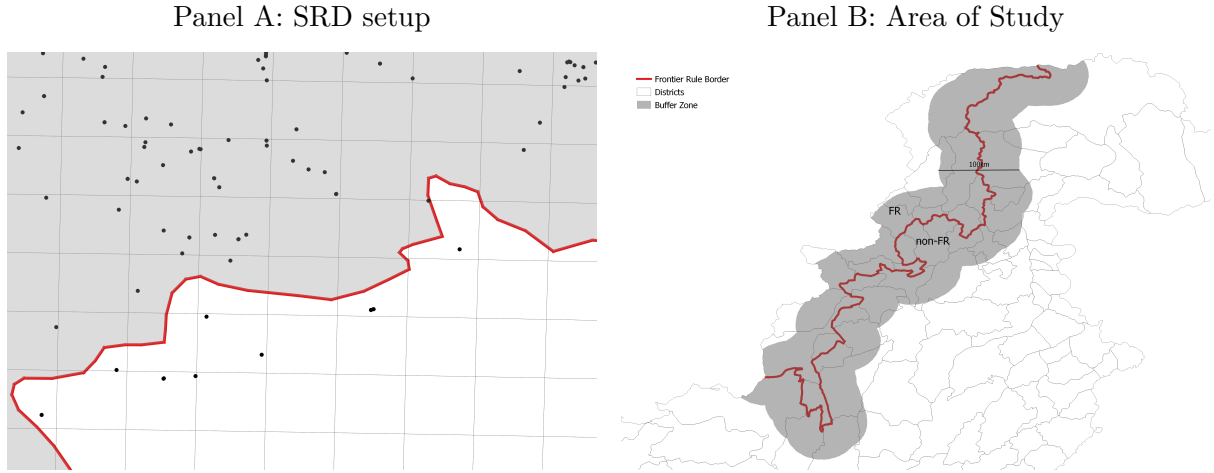 Panel A: SRD setup
Panel B: Area of Study
Frontier Rule Border
Districts
Buffer Zone
100km
FR
non-FR